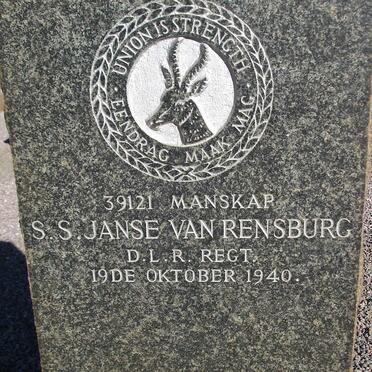 UNION IS STRENGTH
EENDRAG MAAK MAG
39121 MANSKAP
S. S. JANSE VAN RENSBURG
D. L. R. REGT.
19DE OKTOBER 1940.